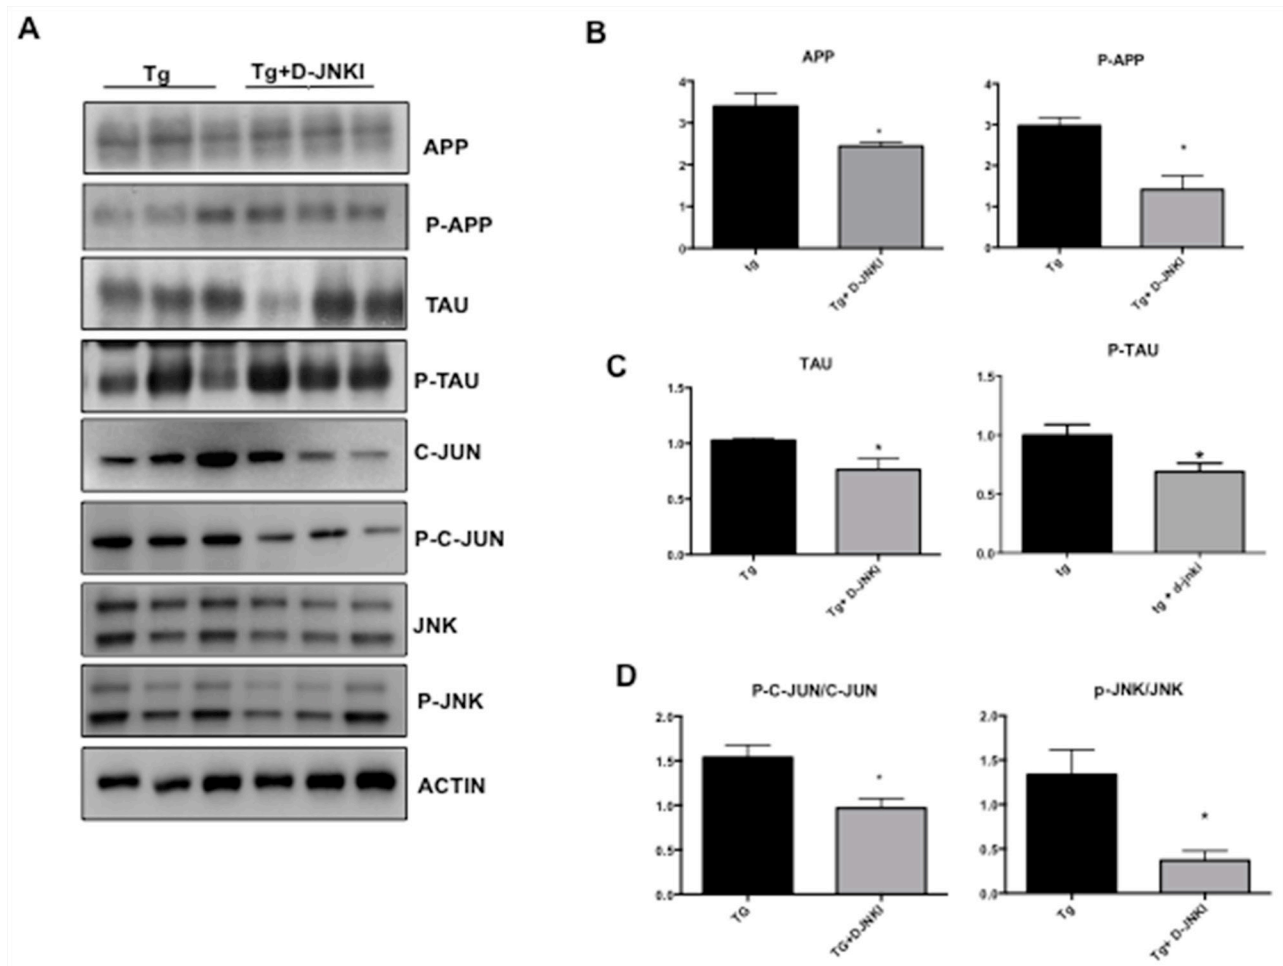 A
Tg Tg+D-JNKI
APP
P-APP
TAU
P-TAU
C-JUN
P-C-JUN
JNK
P-JNK
ACTIN
B
APP
4
3
2
1
0
tg
Tg+ D-JNKI
*
P-APP
4
3
2
1
0
Tg
Tg+ D-JNKI
*
C
TAU
1.5
1.0
0.5
0.0
Tg
Tg+ D-JNKI
*
P-TAU
1.5
1.0
0.5
0.0
tg
tg + d-jnki
*
D
P-C-JUN/C-JUN
2.0
1.5
1.0
0.5
0.0
TG
TG+DJNKI
*
p-JNK/JNK
2.0
1.5
1.0
0.5
0.0
Tg
Tg+ D-JNKI
*